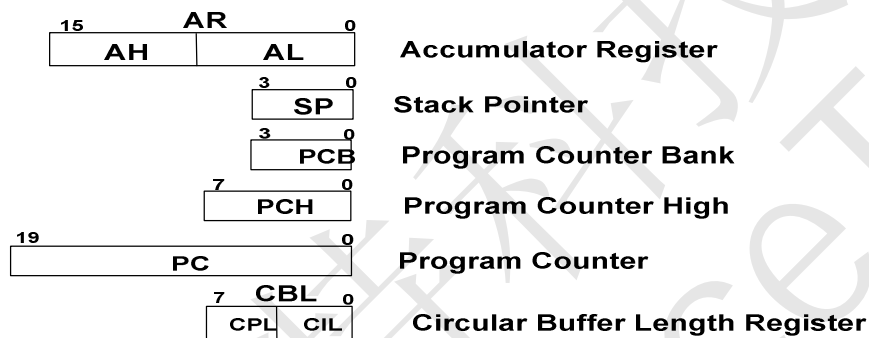 AR
15 0
AH AL Accumulator Register
3 0
SP Stack Pointer
3 0
PCB Program Counter Bank
7 0
PCH Program Counter High
19 0
PC Program Counter
7 CBL 0
CPL CIL Circular Buffer Length Register
科技